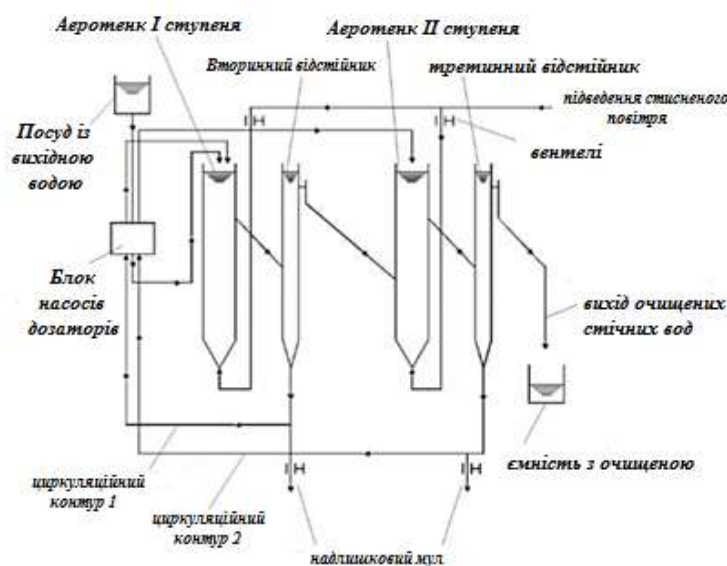 Аеротенк I ступеня
Аеротенк II ступеня
Вторинний відстійник
третинний відстійник
підведення стисненого
повітря
вентелі
Посуд із
вихідною
водою
Блок
насосів
дозаторів
вихід очищених
стічних вод
ємність з очищеною
циркуляційний
контур 1
циркуляційний
контур 2
надлишковий мул